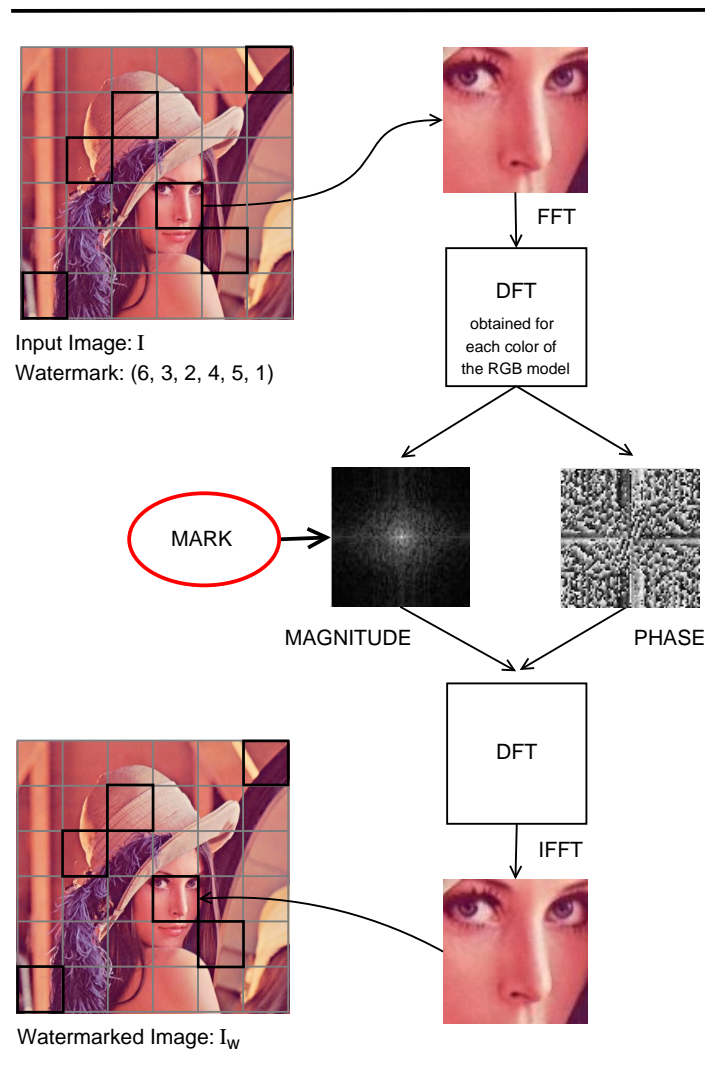 Input Image: I
Watermark: (6, 3, 2, 4, 5, 1)
FFT
DFT
obtained for
each color of
the RGB model
MARK
MAGNITUDE
PHASE
DFT
IFFT
Watermarked Image: Iw